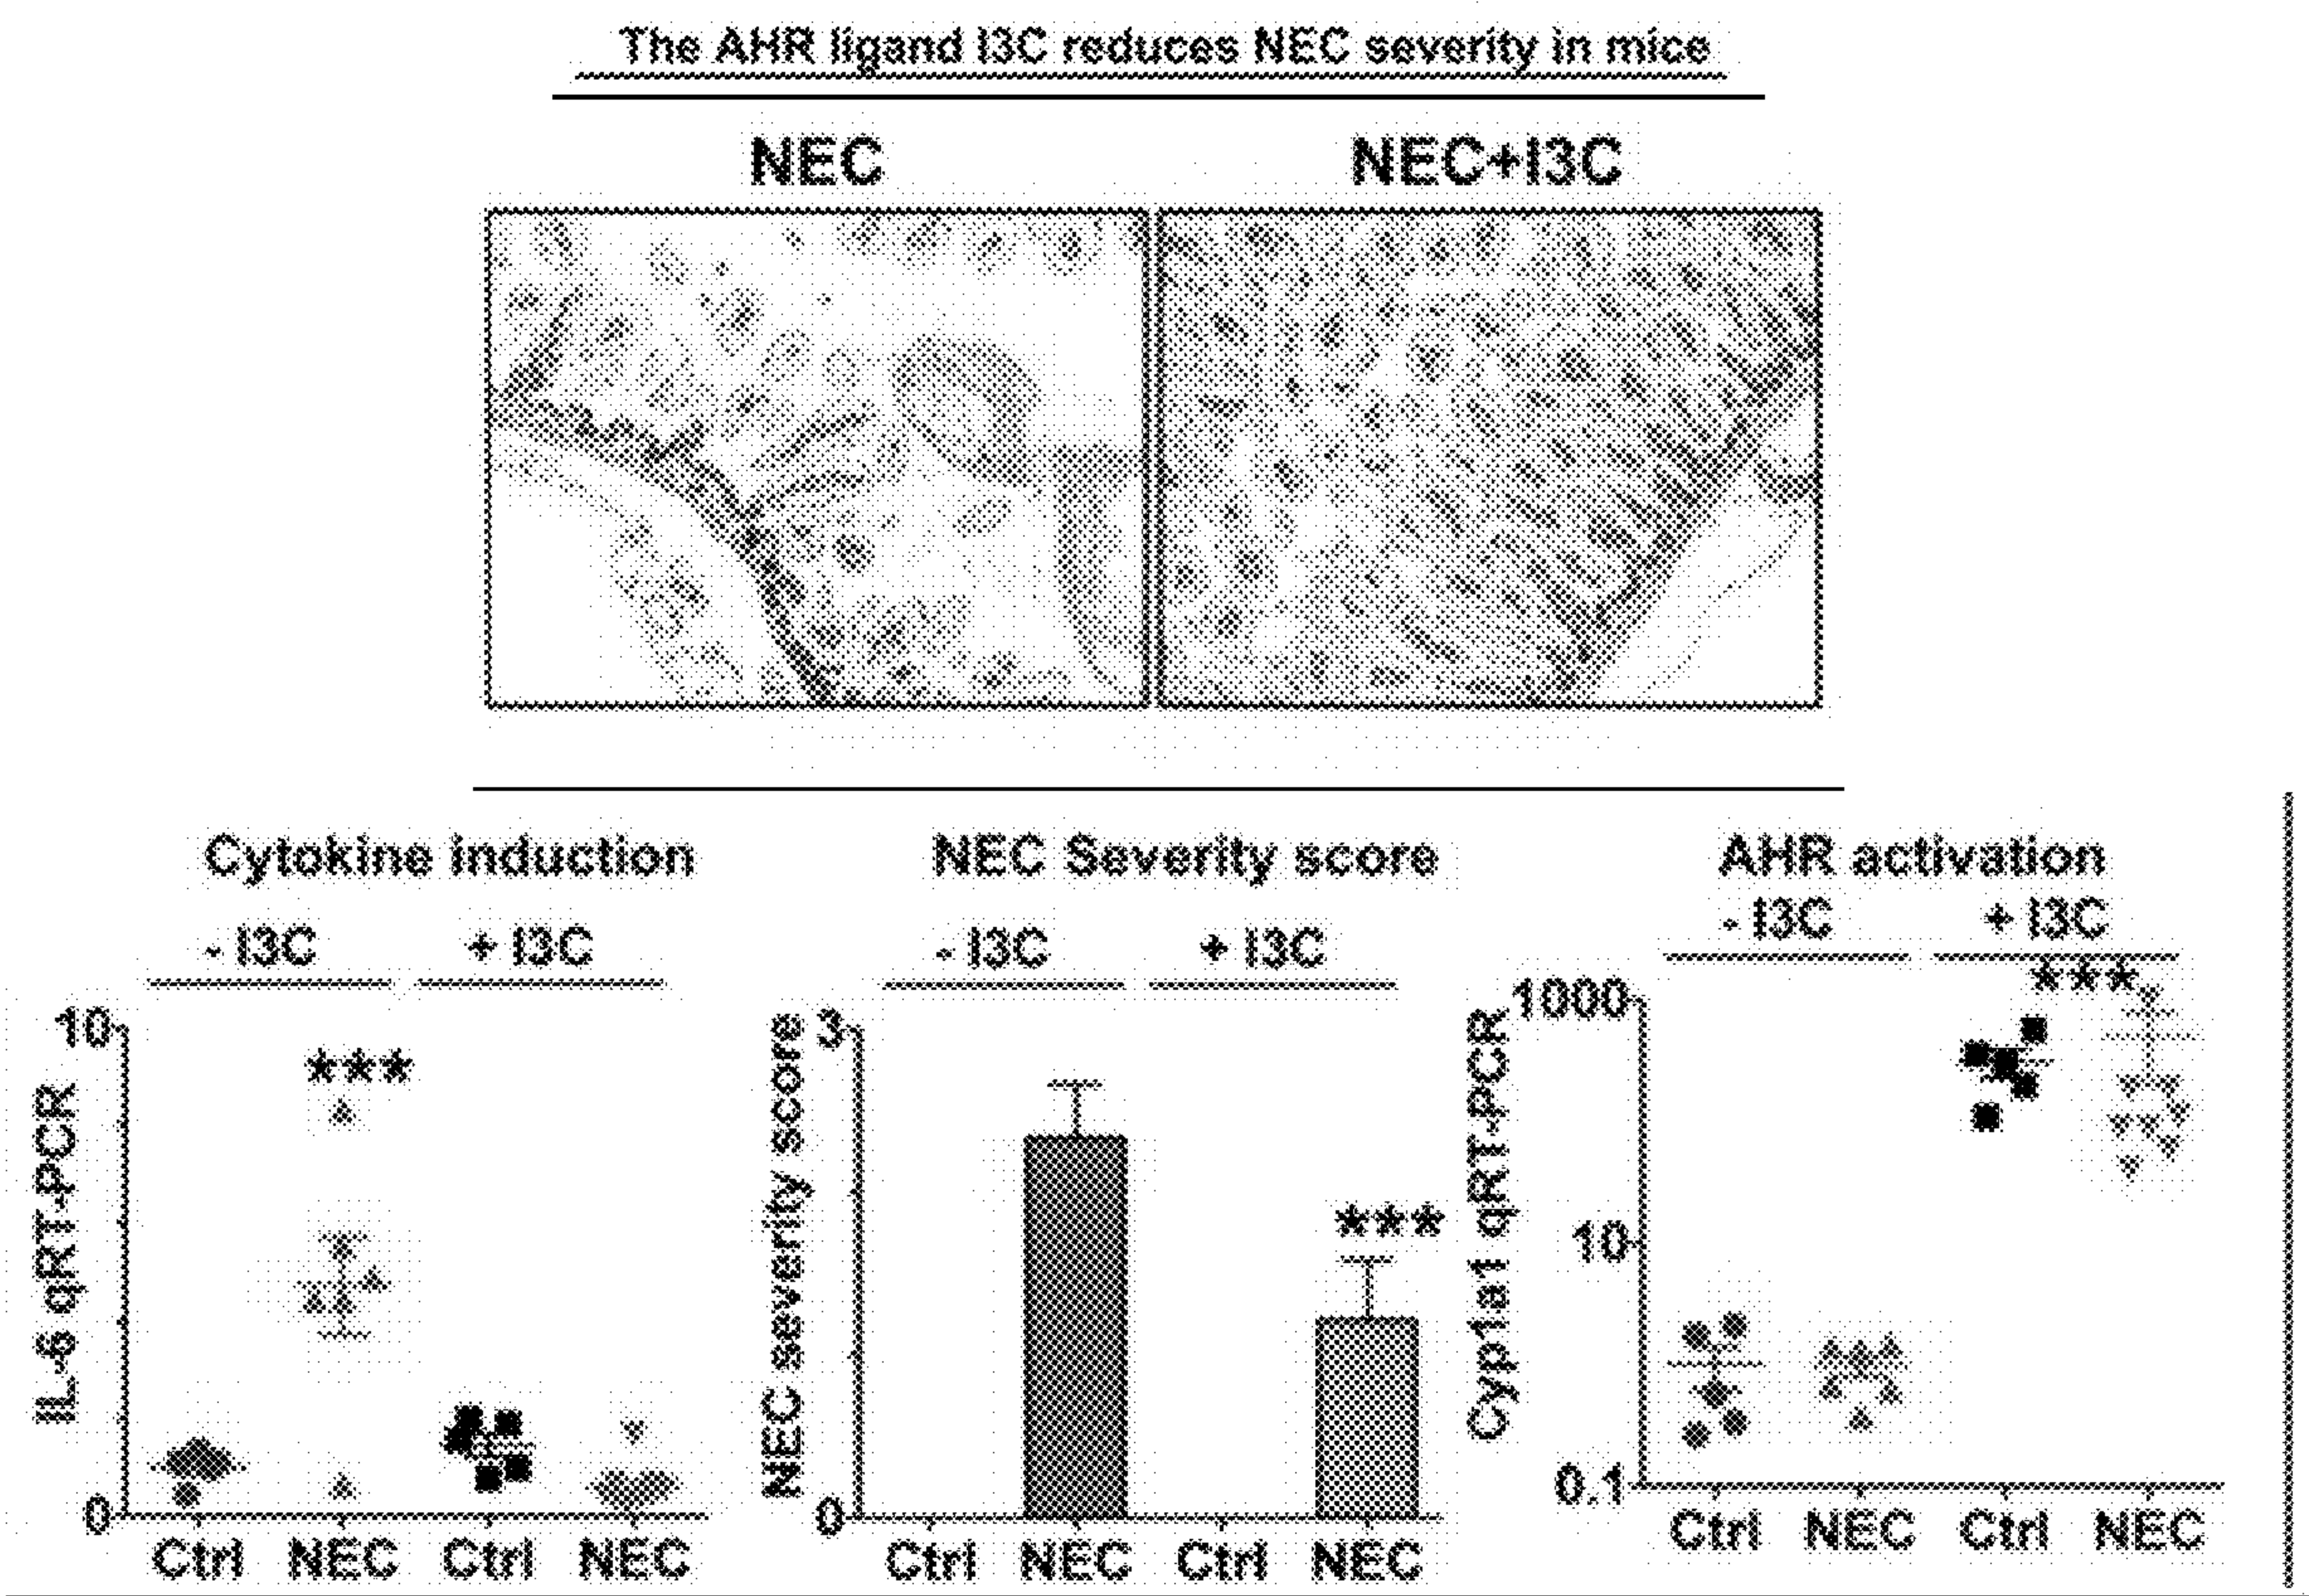 The AHR ligand I3C reduces NEC severity in mice
NEC NEC+I3C
Cytokine induction
- I3C + I3C
***
IL-6 qRT-PCR
10
0
Ctrl NEC Ctrl NEC
NEC Severity score
- I3C + I3C
***
NEC severity score
3
0
Ctrl NEC Ctrl NEC
AHR activation
- I3C + I3C
***
Cyp1a1 qRT-PCR
1000
10
0.1
Ctrl NEC Ctrl NEC